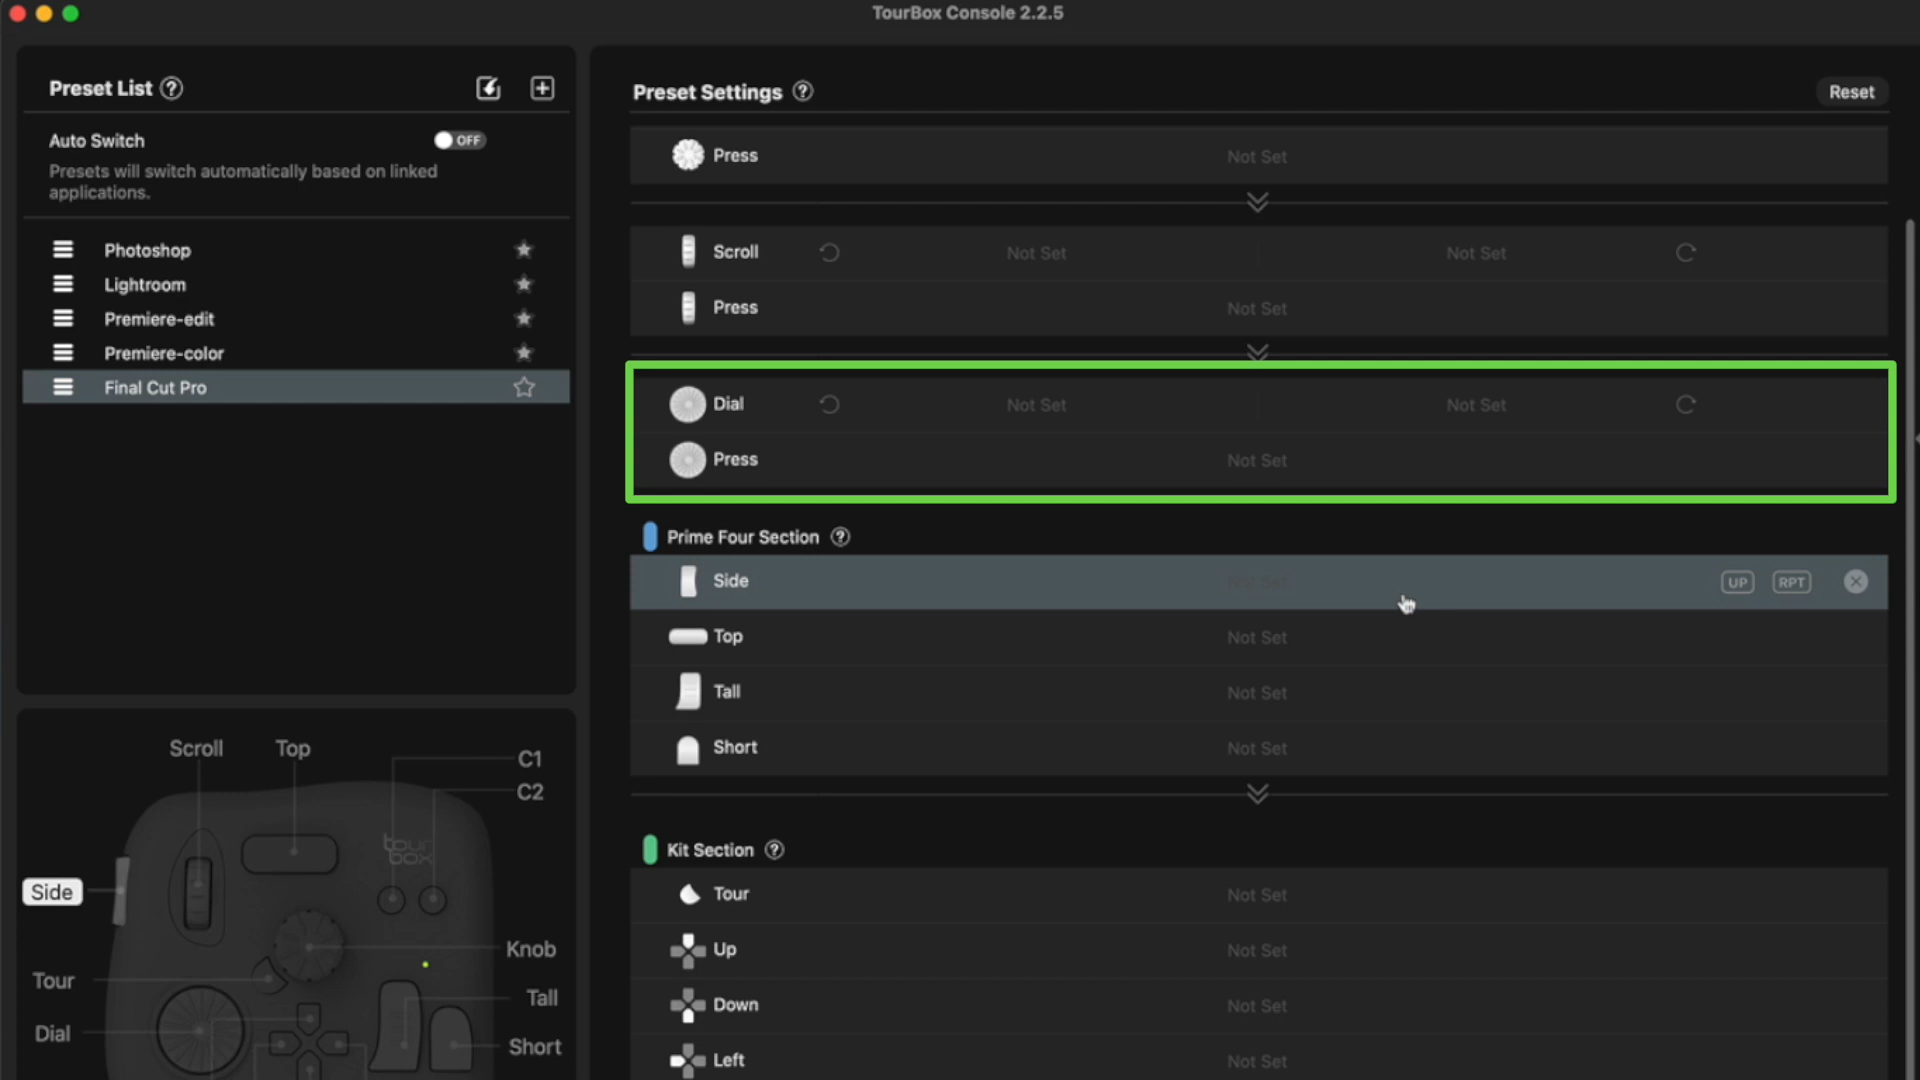 TourBox Console 2.2.5
Preset List
Auto Switch
OFF
Presets will switch automatically based on linked
applications.
Photoshop
Lightroom
Premiere-edit
Premiere-color
Final Cut Pro
Scroll
Top
C1
C2
tour
box
Side
Knob
Tour
Tall
Dial
Short
Preset Settings
Reset
Press Not Set
Scroll Not Set Not Set
Press Not Set
Dial Not Set Not Set
Press Not Set
Prime Four Section
Side Not Set UP RPT
Top Not Set
Tall Not Set
Short Not Set
Kit Section
Tour Not Set
Up Not Set
Down Not Set
Left Not Set